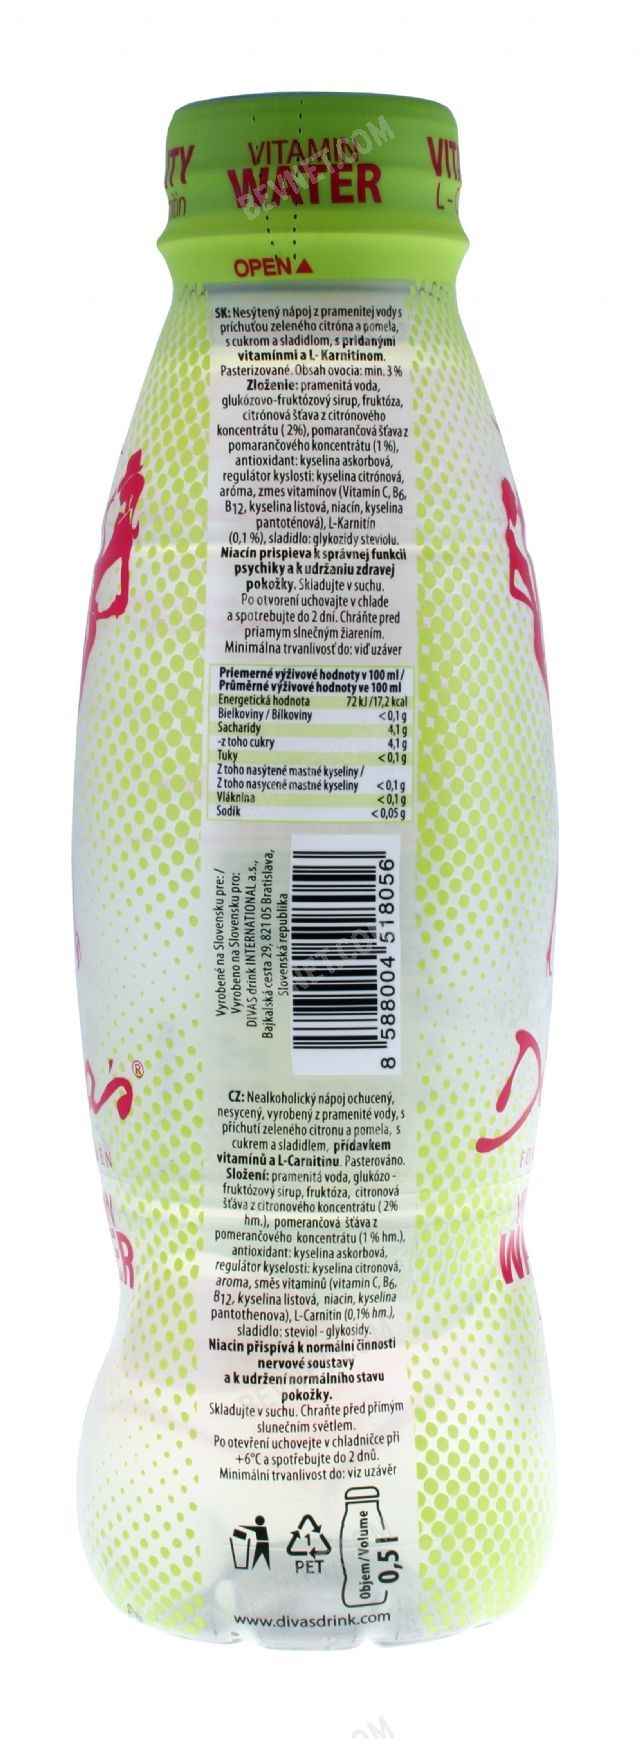 ITY
VITAMIN
WATER
VIT
L-
OPEN
SK: Nesýtený nápoj z pramenitej vody s
príchuťou zeleného citróna a pomela,
s cukrom a sladidlom, s pridanými
vitamínmi a L- Karnitínom.
Pasterizované. Obsah ovocia: min. 3 %
Zloženie: pramenitá voda,
glukózovo-fruktózový sirup, fruktóza,
citrónová šťava z citrónového
koncentrátu ( 2%), pomarančová šťava z
pomarančového koncentrátu (1 %),
antioxidant: kyselina askorbová,
regulátor kyslosti: kyselina citrónová,
aróma, zmes vitamínov (Vitamín C, B6,
B12, kyselina listová, niacín, kyselina
pantoténová), L-Karnitín
(0,1 %), sladidlo: glykozidy steviolu.
Niacín prispieva k správnej funkcii
psychiky a k udržaniu zdravej
pokožky. Skladujte v suchu.
Po otvorení uchovajte v chlade
a spotrebujte do 2 dní. Chráňte pred
priamym slnečným žiarením.
Minimálna trvanlivosť do: viď uzáver
Priemerné výživové hodnoty v 100 ml /
Průměrné výživové hodnoty ve 100 ml
Energetická hodnota 72 kJ /17,2 kcal
Bielkoviny / Bílkoviny < 0,1 g
Sacharidy 4,1 g
-z toho cukry 4,1 g
Tuky < 0,1 g
Z toho nasýtené mastné kyseliny /
Z toho nasycené mastné kyseliny < 0,1 g
Vláknina < 0,1 g
Sodík < 0,05 g
Vyrobené na Slovensku pre: /
Vyrobeno na Slovensku pro:
DIVAS drink INTERNATIONAL a.s.,
Bajkalská cesta 29, 821 05 Bratislava,
Slovenská republika
8 588004 518056
CZ: Nealkoholický nápoj ochucený,
nesycený, vyrobený z pramenité vody, s
příchutí zeleného citronu a pomela, s
cukrem a sladidlem, přídavkem
vitamínů a L-Carnitinu. Pasterováno.
Složení: pramenitá voda, glukózo -
fruktózový sirup, fruktóza, citronová
šťáva z citronového koncentrátu ( 2%
hm.), pomerančová šťáva z
pomerančového koncentrátu (1 % hm.),
antioxidant: kyselina askorbová,
regulátor kyselosti: kyselina citronová,
aroma, směs vitaminů (vitamin C, B6,
B12, kyselina listová, niacin, kyselina
pantothenova), L-Carnitin (0,1% hm.),
sladidlo: steviol - glykosidy.
Niacin přispívá k normální činnosti
nervové soustavy
a k udržení normálního stavu
pokožky.
Skladujte v suchu. Chraňte před přímým
slunečním světlem.
Po otevření uchovejte v chladničce při
+6°C a spotřebujte do 2 dnů.
Minimální trvanlivost do: viz uzávěr
1
PET
Objem/Volume
0,5 l
www.divasdrink.com
a's®
BEVNET.COM